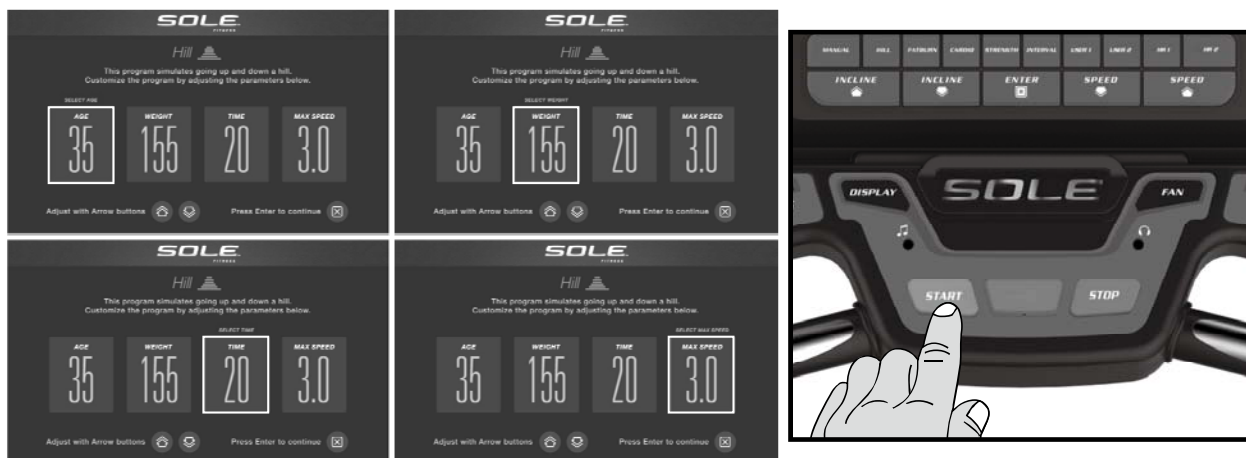 SOLE
FITNESS
Hill
This program simulates going up and down a hill.
Customize the program by adjusting the parameters below.
SELECT AGE
AGE WEIGHT TIME MAX SPEED
35 155 20 3.0
Adjust with Arrow buttons Press Enter to continue
SOLE
FITNESS
Hill
This program simulates going up and down a hill.
Customize the program by adjusting the parameters below.
SELECT WEIGHT
AGE WEIGHT TIME MAX SPEED
35 155 20 3.0
Adjust with Arrow buttons Press Enter to continue
SOLE
FITNESS
Hill
This program simulates going up and down a hill.
Customize the program by adjusting the parameters below.
SELECT TIME
AGE WEIGHT TIME MAX SPEED
35 155 20 3.0
Adjust with Arrow buttons Press Enter to continue
SOLE
FITNESS
Hill
This program simulates going up and down a hill.
Customize the program by adjusting the parameters below.
SELECT MAX SPEED
AGE WEIGHT TIME MAX SPEED
35 155 20 3.0
Adjust with Arrow buttons Press Enter to continue
MANUAL HILL FATBURN CARDIO STRENGTH INTERVAL USER 1 USER 2 HR 1 HR 2
INCLINE INCLINE ENTER SPEED SPEED
DISPLAY SOLE FAN
START STOP